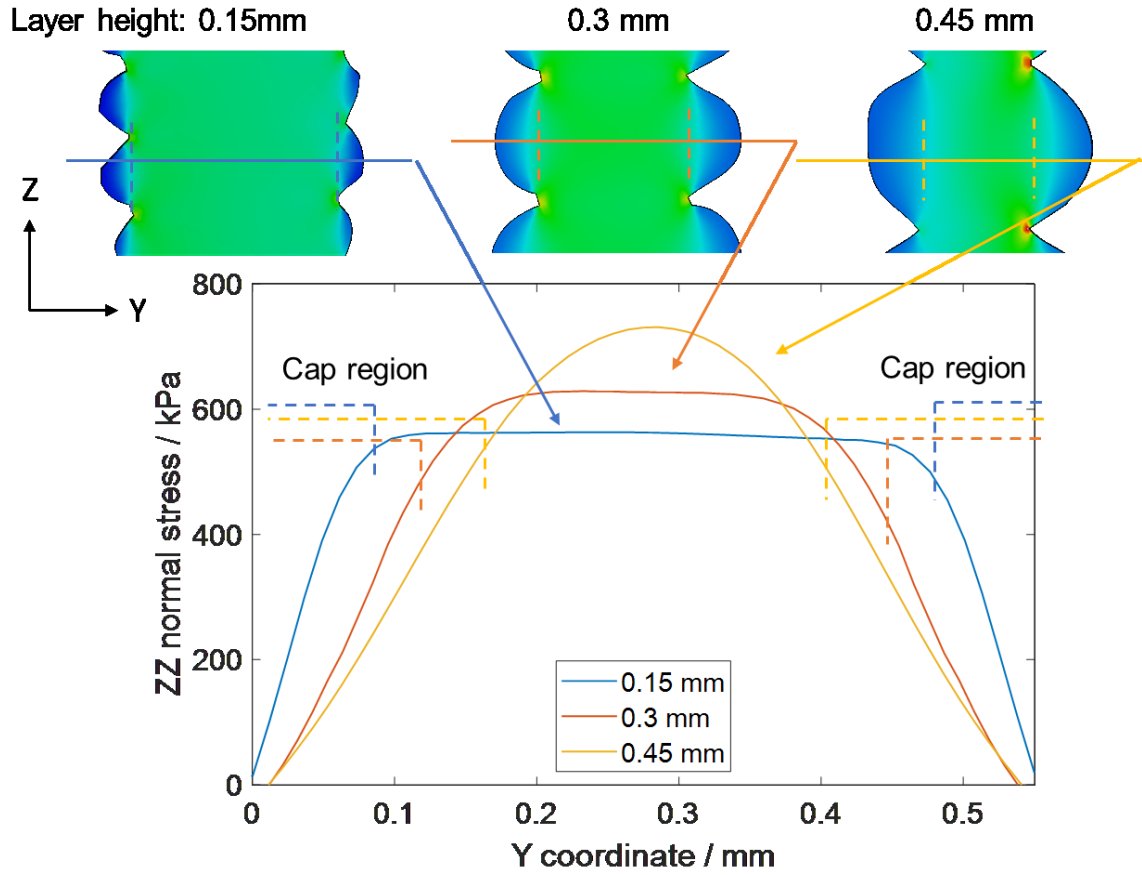 Layer height: 0.15mm
0.3 mm
0.45 mm
Z
Y
800
600
400
200
0
ZZ normal stress / kPa
Cap region
Cap region
0.15 mm
0.3 mm
0.45 mm
0
0.1
0.2
0.3
0.4
0.5
Y coordinate / mm